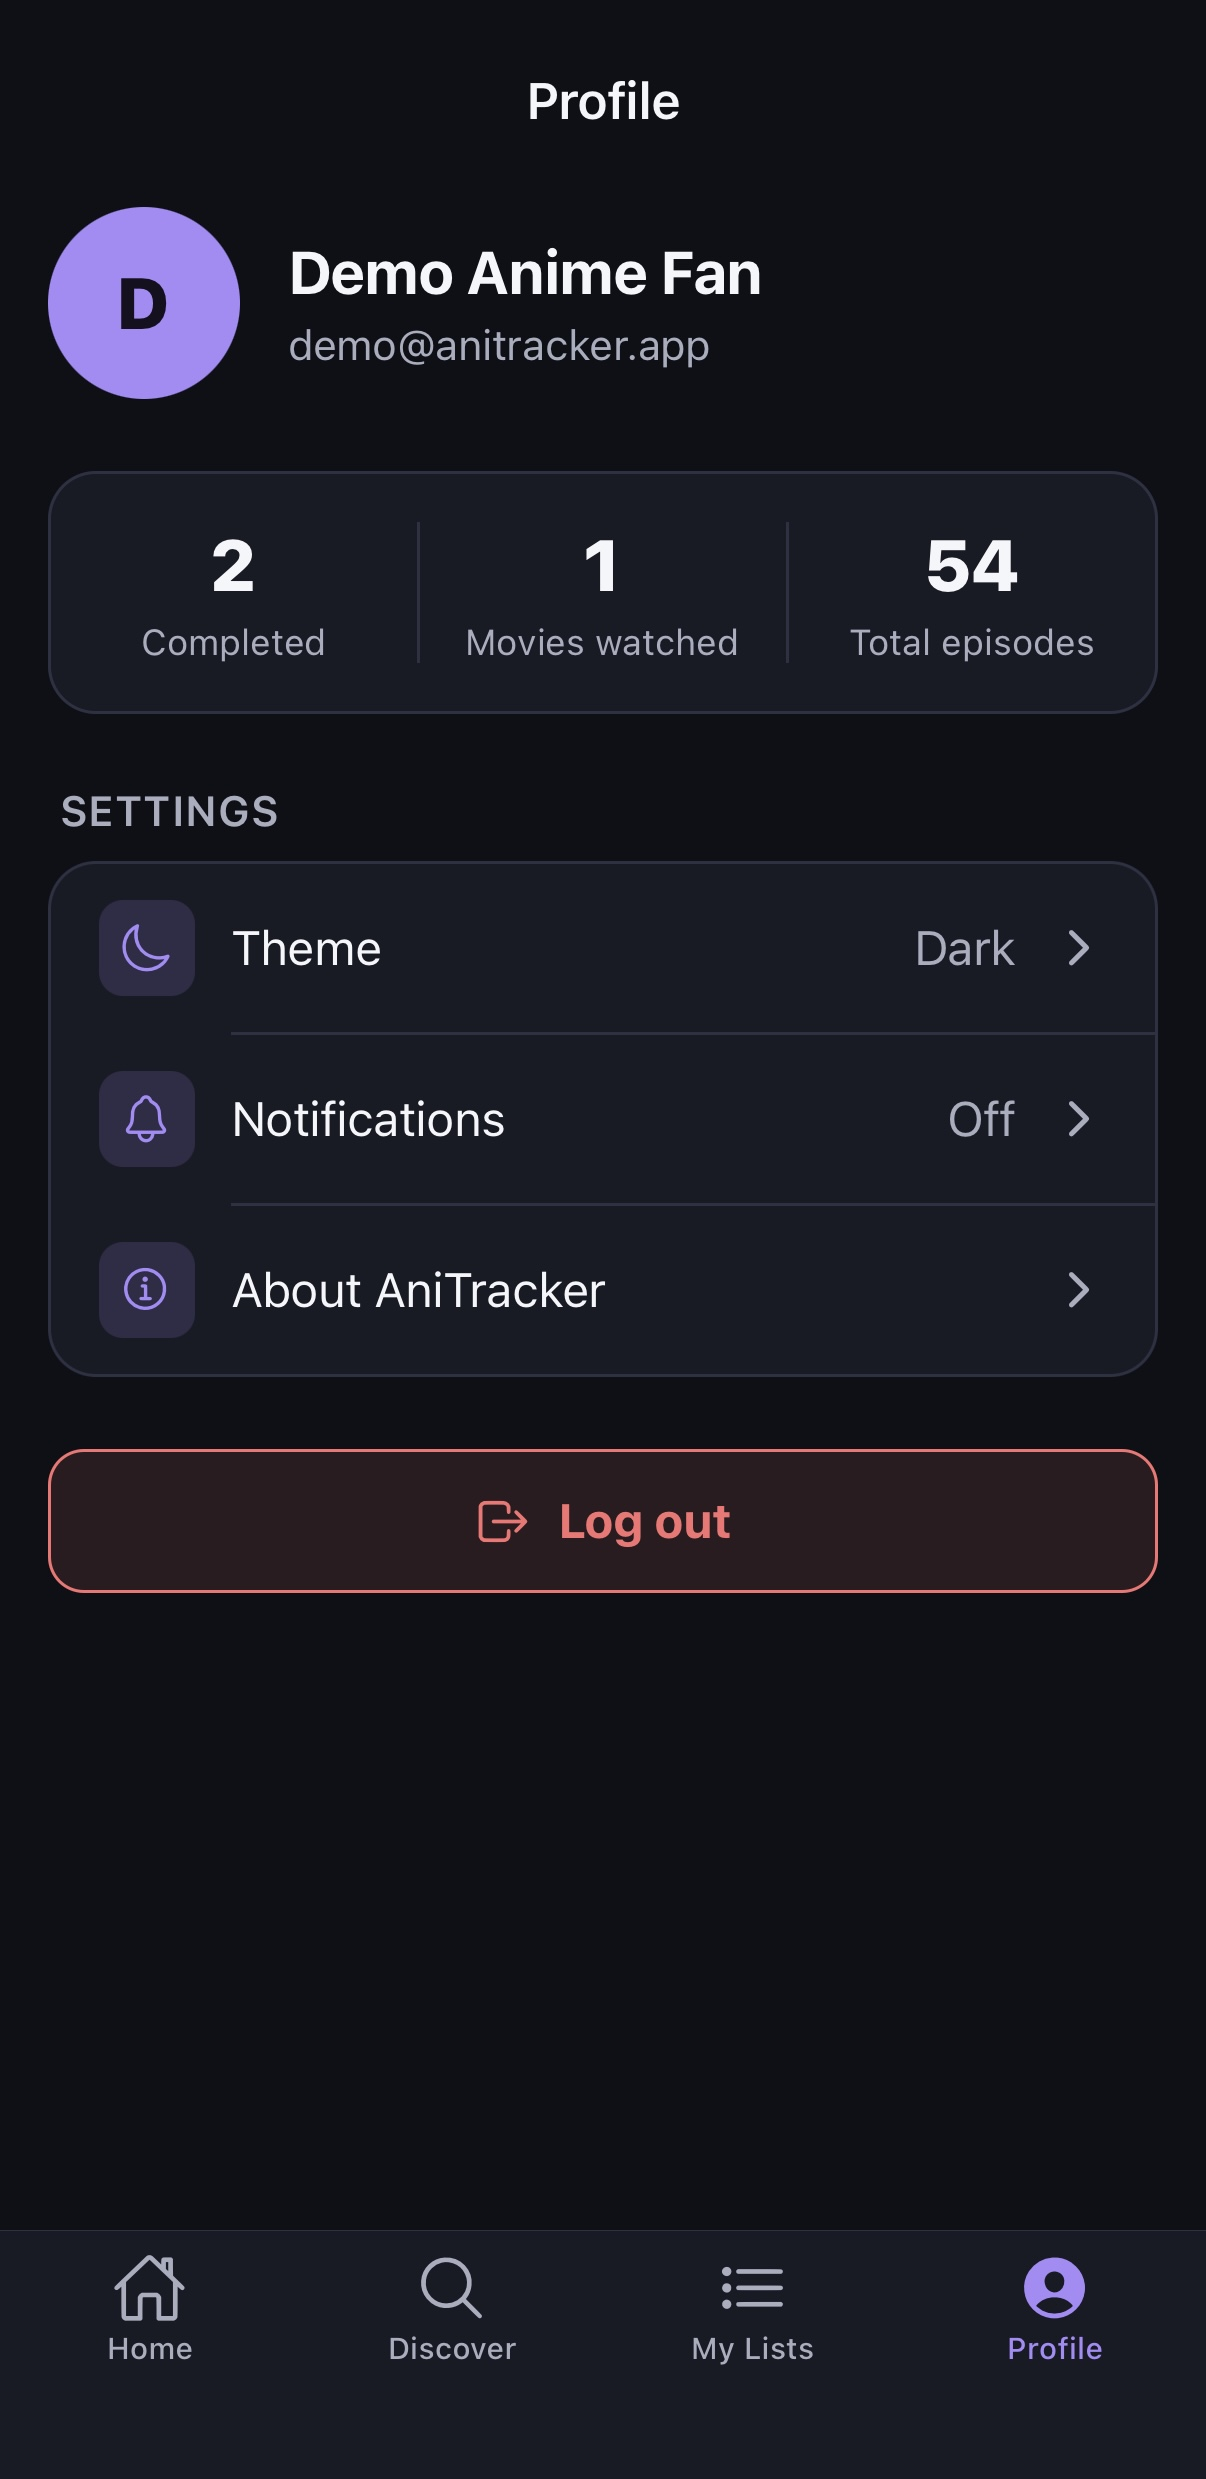 Profile
D
Demo Anime Fan
demo@anitracker.app
2
Completed
1
Movies watched
54
Total episodes
SETTINGS
Theme
Dark
Notifications
Off
About AniTracker
Log out
Home
Discover
My Lists
Profile